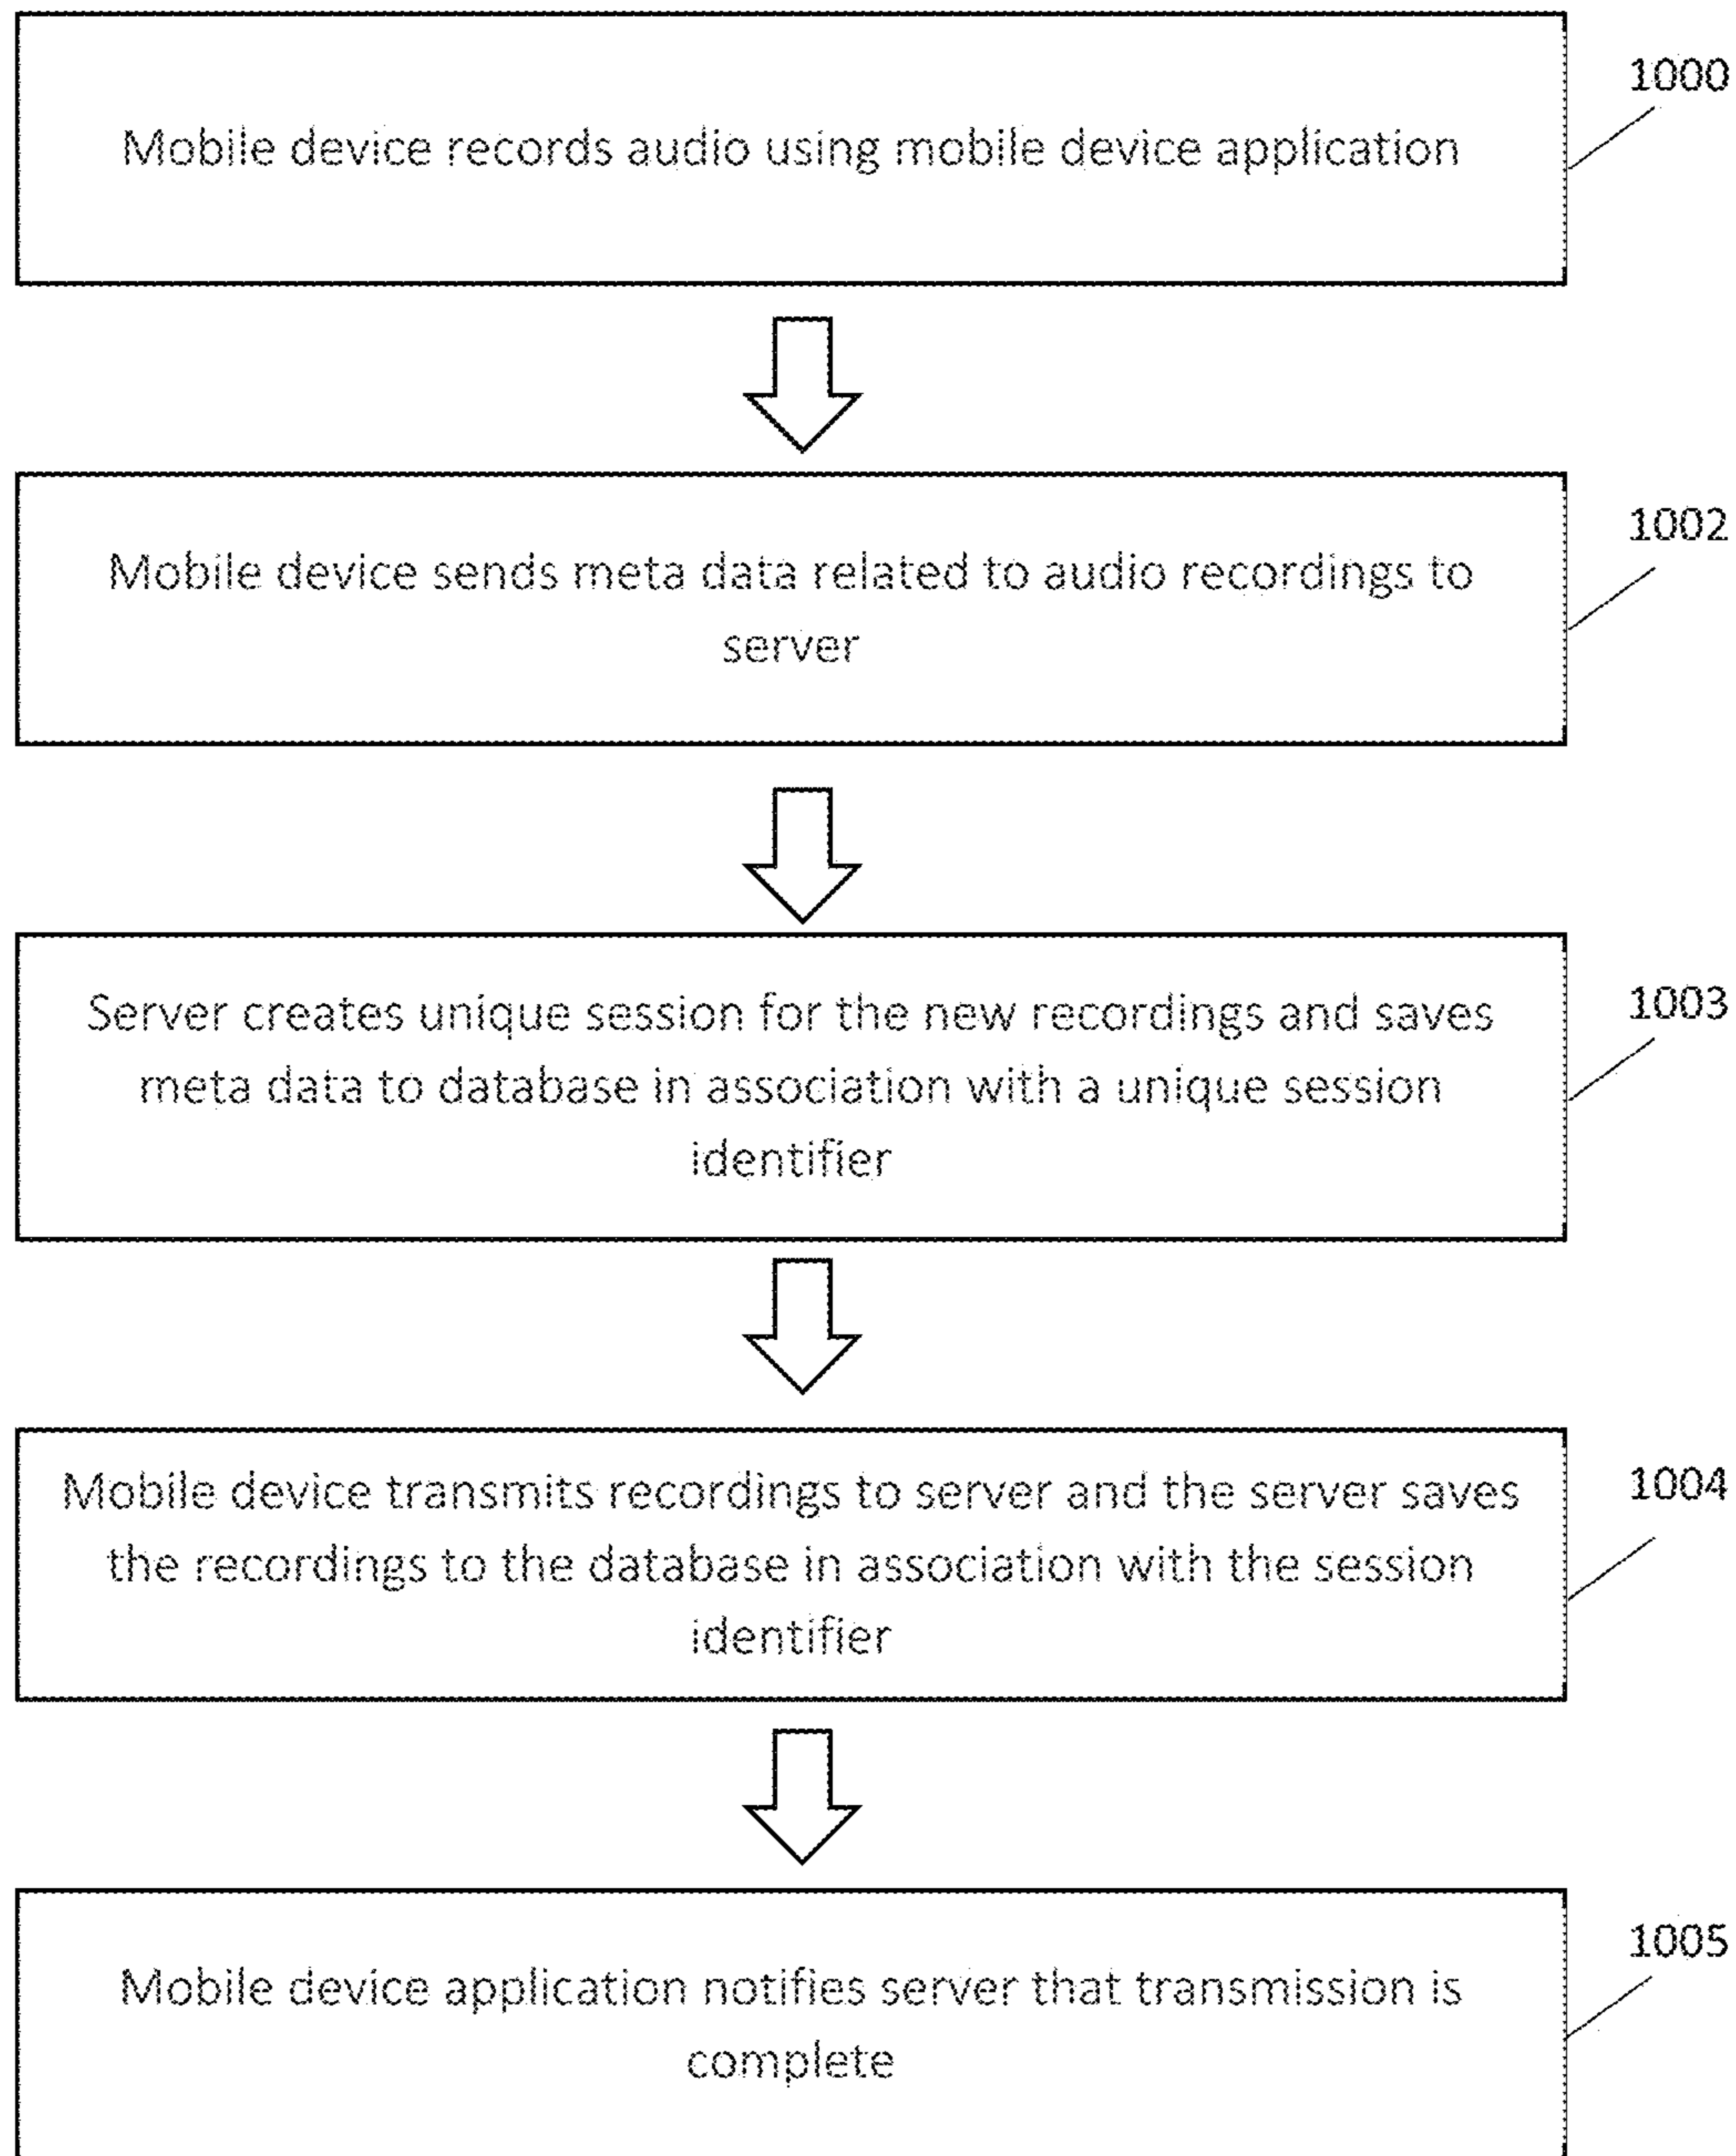 1000
Mobile device records audio using mobile device application
1002
Mobile device sends meta data related to audio recordings to
server
1003
Server creates unique session for the new recordings and saves
meta data to database in association with a unique session
identifier
1004
Mobile device transmits recordings to server and the server saves
the recordings to the database in association with the session
identifier
1005
Mobile device application notifies server that transmission is
complete